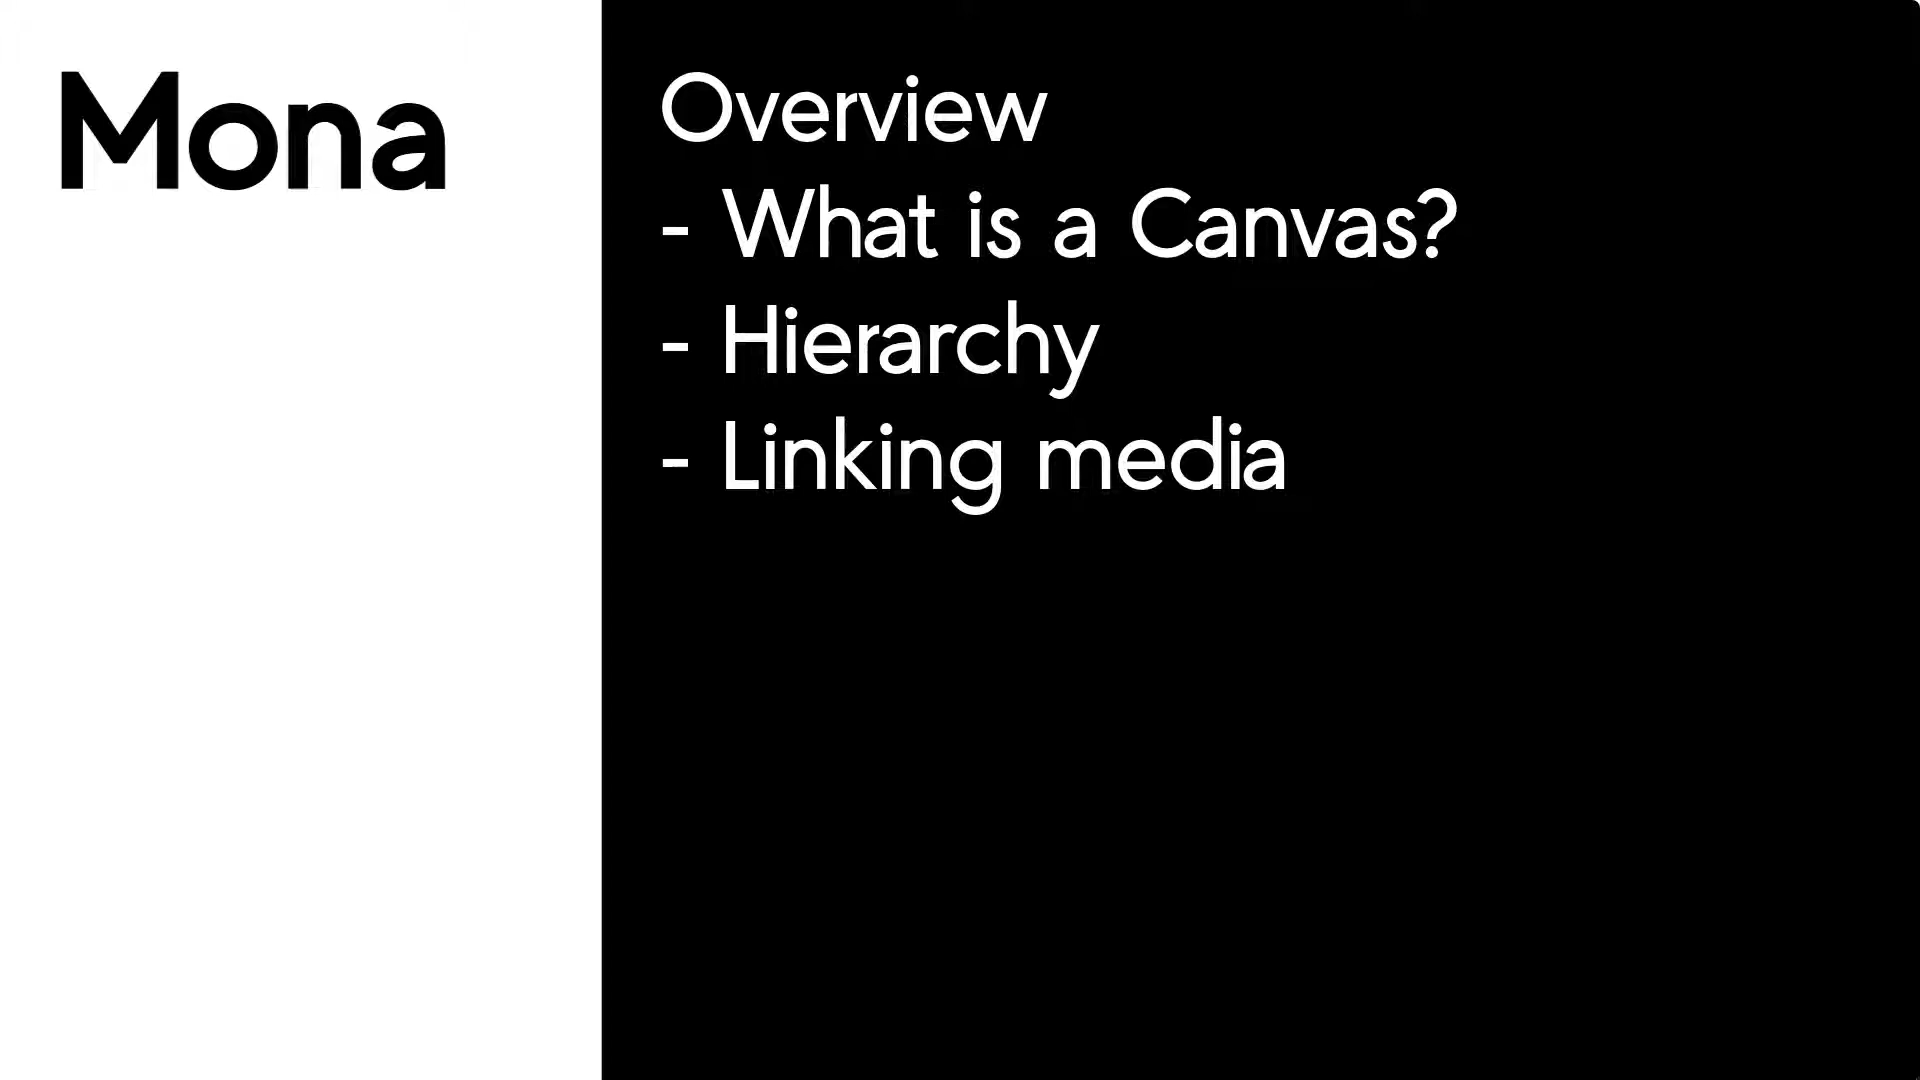 Mona
Overview
- What is a Canvas?
- Hierarchy
- Linking media